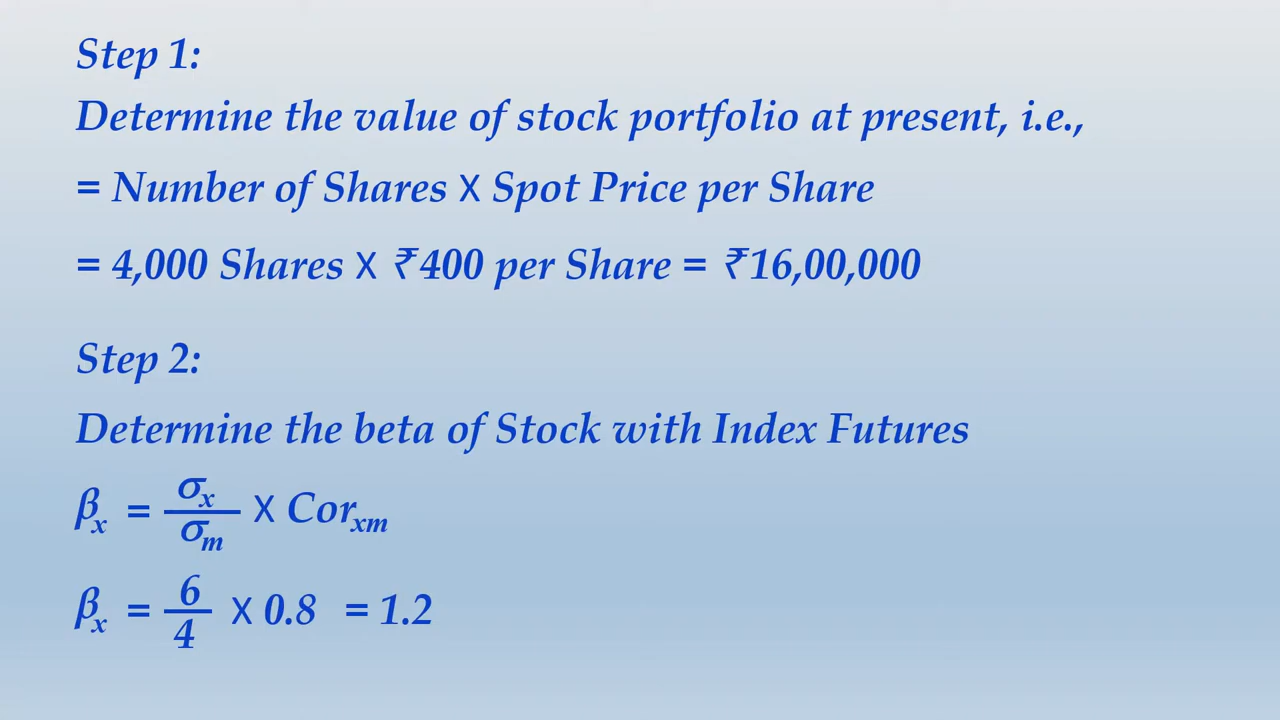 Step 1:
Determine the value of stock portfolio at present, i.e.,
= Number of Shares X Spot Price per Share
= 4,000 Shares X ₹400 per Share = ₹16,00,000
Step 2:
Determine the beta of Stock with Index Futures
βx = σx / σm X Corxm
βx = 6 / 4 X 0.8 = 1.2